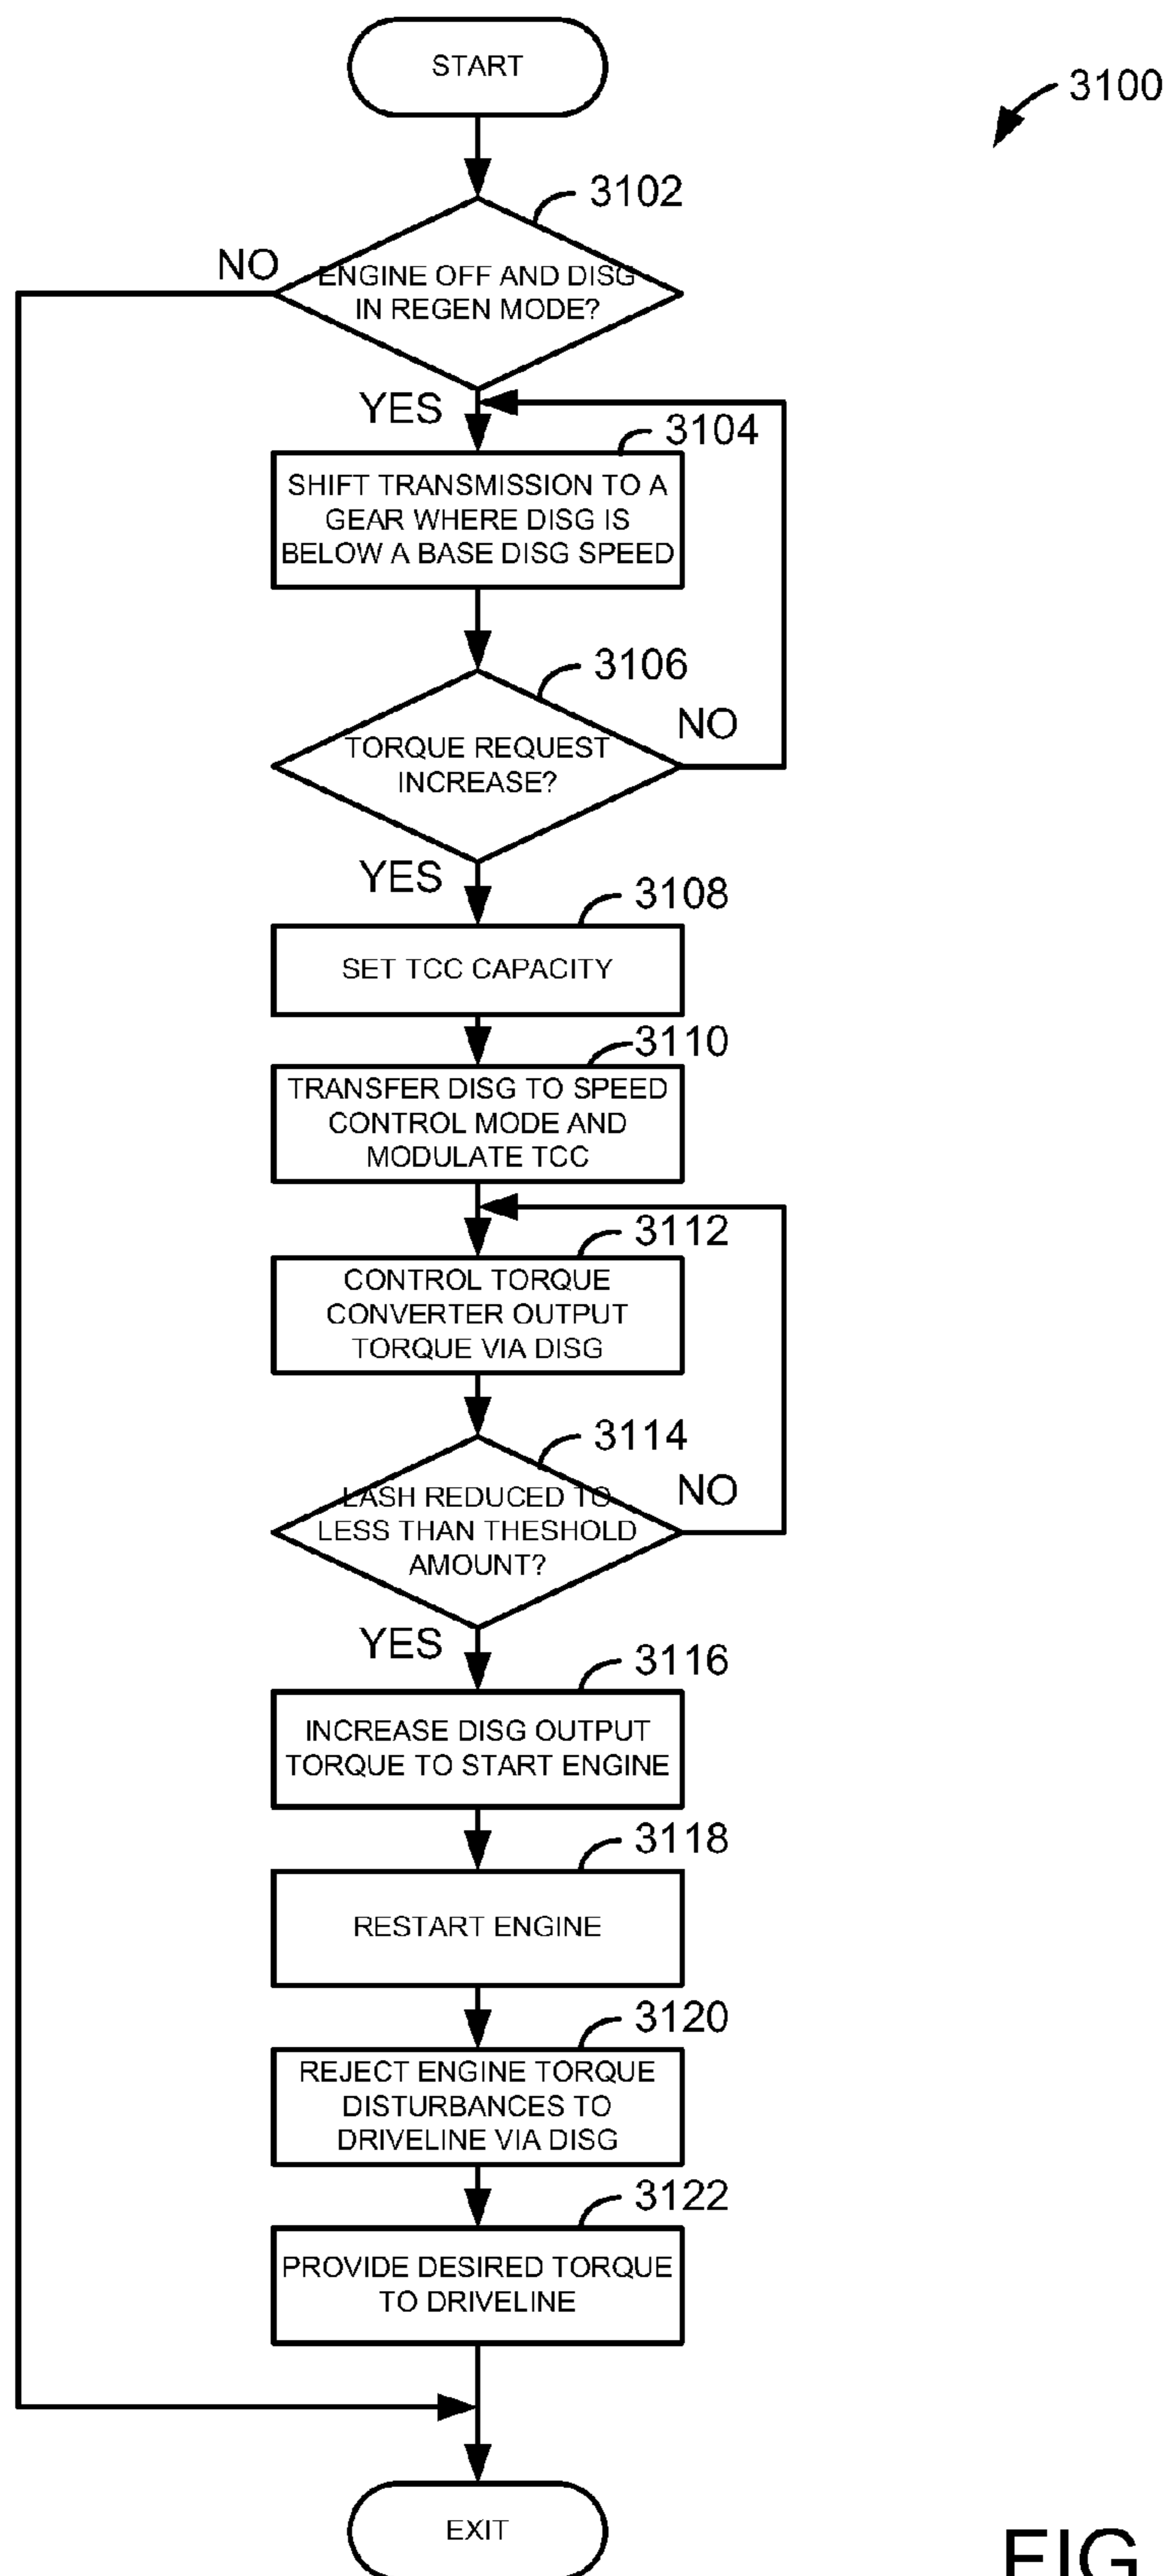 START
3100
3102
NO
ENGINE OFF AND DISG
IN REGEN MODE?
YES
3104
SHIFT TRANSMISSION TO A
GEAR WHERE DISG IS
BELOW A BASE DISG SPEED
3106
NO
TORQUE REQUEST
INCREASE?
YES
3108
SET TCC CAPACITY
3110
TRANSFER DISG TO SPEED
CONTROL MODE AND
MODULATE TCC
3112
CONTROL TORQUE
CONVERTER OUTPUT
TORQUE VIA DISG
3114
NO
LASH REDUCED TO
LESS THAN THESHOLD
AMOUNT?
YES
3116
INCREASE DISG OUTPUT
TORQUE TO START ENGINE
3118
RESTART ENGINE
3120
REJECT ENGINE TORQUE
DISTURBANCES TO
DRIVELINE VIA DISG
3122
PROVIDE DESIRED TORQUE
TO DRIVELINE
EXIT
FIG